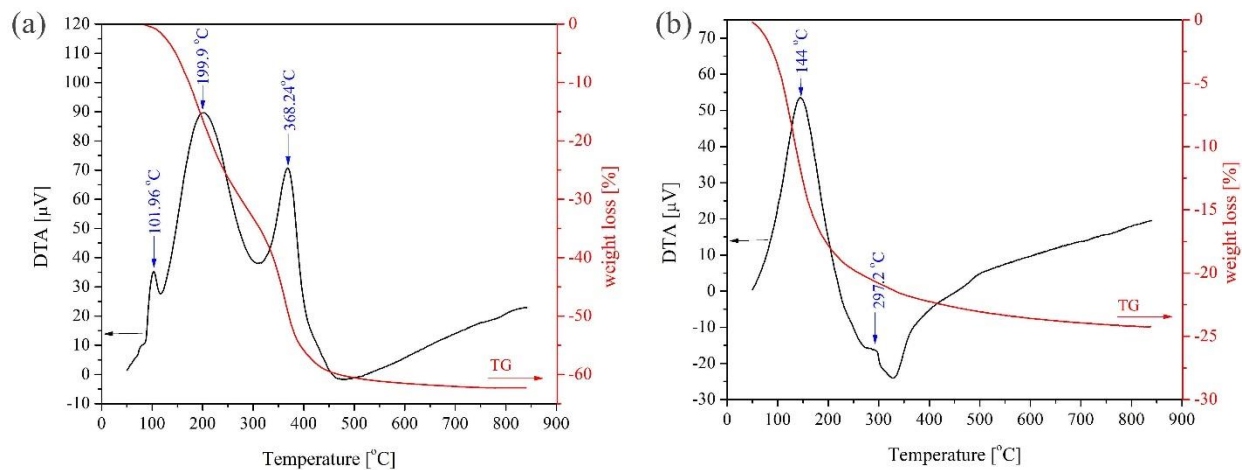 (a)
120
110
100
90
80
70
60
50
40
30
20
10
0
-10
DTA [µV]
101.96 °C
199.9 °C
368.24°C
TG
0
-10
-20
-30
-40
-50
-60
weight loss [%]
0 100 200 300 400 500 600 700 800 900
Temperature [°C]
(b)
70
60
50
40
30
20
10
0
-10
-20
-30
DTA [µV]
144 °C
297.2 °C
TG
0
-5
-10
-15
-20
-25
-30
weight loss [%]
0 100 200 300 400 500 600 700 800 900
Temperature [°C]